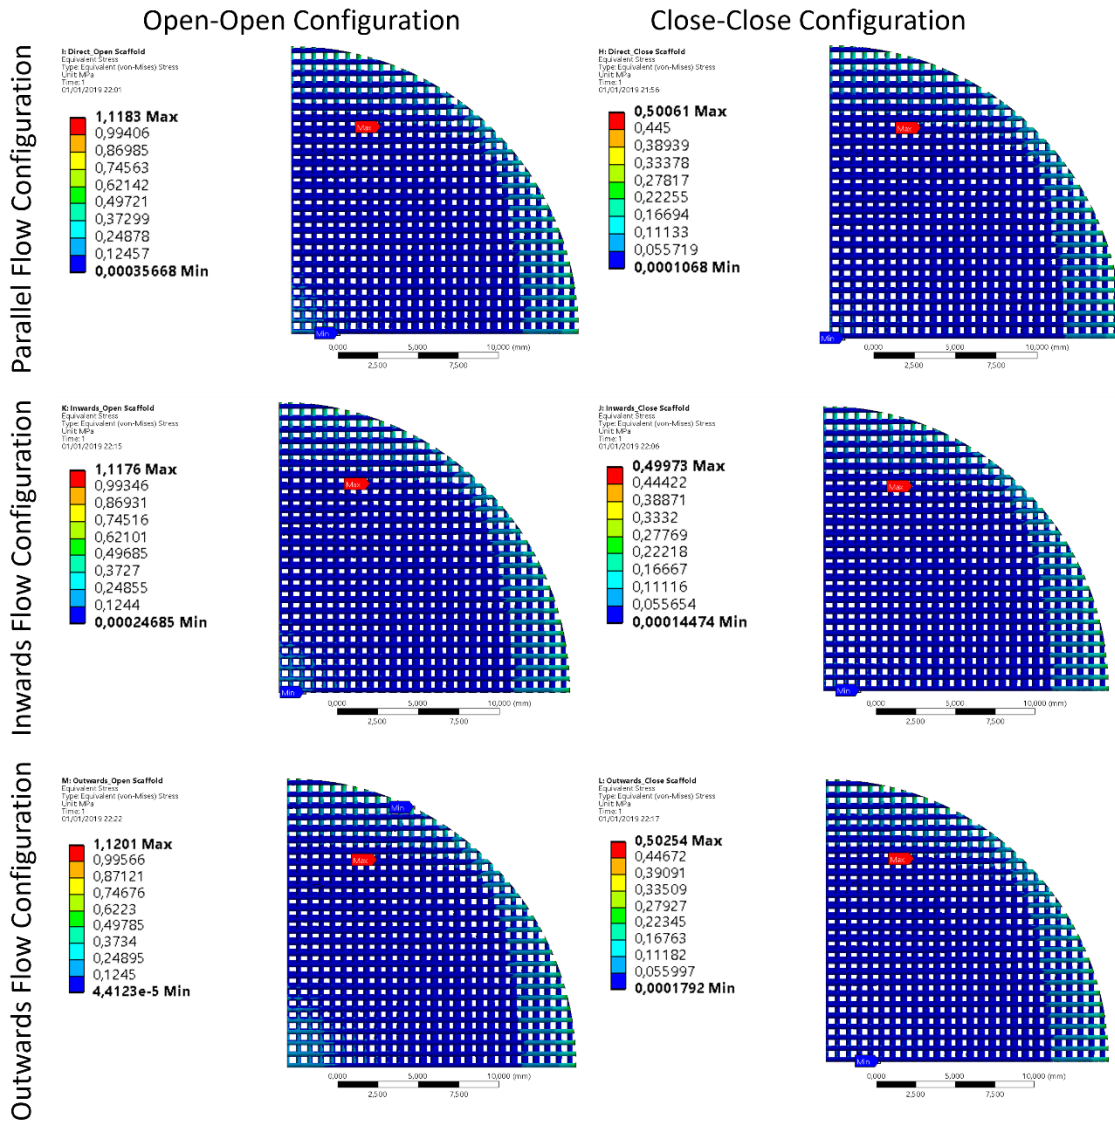 Open-Open Configuration
Close-Close Configuration
Parallel Flow Configuration
I: Direct_Open Scaffold
Equivalent Stress
Type: Equivalent (von-Mises) Stress
Unit: MPa
Time: 1
01/01/2019 22:01
1,1183 Max
0,99406
0,86985
0,74563
0,62142
0,49721
0,37299
0,24878
0,12457
0,00035668 Min
Max
Min
0,000 5,000 10,000 (mm)
2,500 7,500
H: Direct_Close Scaffold
Equivalent Stress
Type: Equivalent (von-Mises) Stress
Unit: MPa
Time: 1
01/01/2019 21:56
0,50061 Max
0,445
0,38939
0,33378
0,27817
0,22255
0,16694
0,11133
0,055719
0,0001068 Min
Max
Min
0,000 5,000 10,000 (mm)
2,500 7,500
Inwards Flow Configuration
K: Inwards_Open Scaffold
Equivalent Stress
Type: Equivalent (von-Mises) Stress
Unit: MPa
Time: 1
01/01/2019 22:15
1,1176 Max
0,99346
0,86931
0,74516
0,62101
0,49685
0,3727
0,24855
0,1244
0,00024685 Min
Max
Min
0,000 5,000 10,000 (mm)
2,500 7,500
J: Inwards_Close Scaffold
Equivalent Stress
Type: Equivalent (von-Mises) Stress
Unit: MPa
Time: 1
01/01/2019 22:06
0,49973 Max
0,44422
0,38871
0,3332
0,27769
0,22218
0,16667
0,11116
0,055654
0,00014474 Min
Max
Min
0,000 5,000 10,000 (mm)
2,500 7,500
Outwards Flow Configuration
M: Outwards_Open Scaffold
Equivalent Stress
Type: Equivalent (von-Mises) Stress
Unit: MPa
Time: 1
01/01/2019 22:22
1,1201 Max
0,99566
0,87121
0,74676
0,6223
0,49785
0,3734
0,24895
0,1245
4,4123e-5 Min
Min
Max
0,000 5,000 10,000 (mm)
2,500 7,500
L: Outwards_Close Scaffold
Equivalent Stress
Type: Equivalent (von-Mises) Stress
Unit: MPa
Time: 1
01/01/2019 22:17
0,50254 Max
0,44672
0,39091
0,33509
0,27927
0,22345
0,16763
0,11182
0,055997
0,0001792 Min
Max
Min
0,000 5,000 10,000 (mm)
2,500 7,500